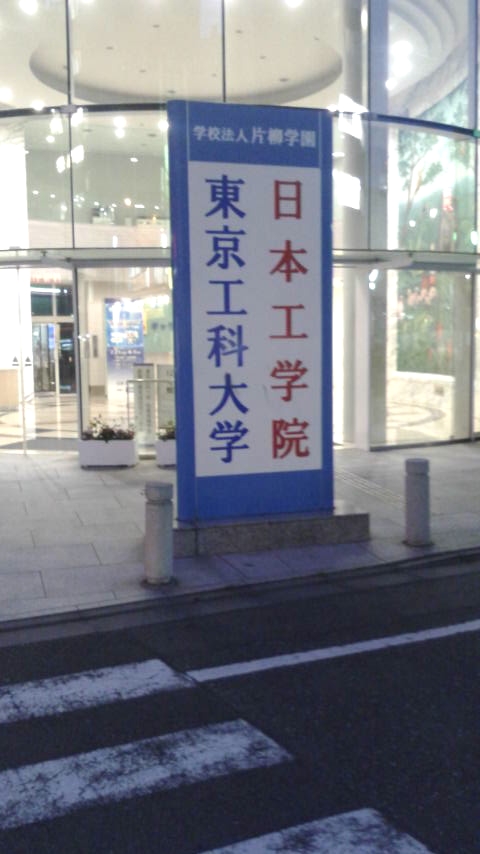 学校法人片柳学園
日本工学院
東京工科大学